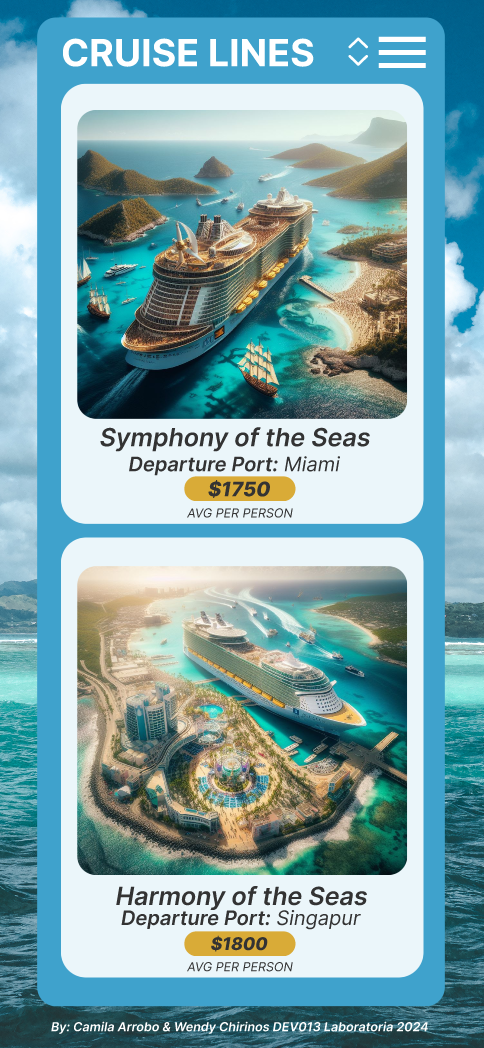 CRUISE LINES
Symphony of the Seas
Departure Port: Miami
$1750
AVG PER PERSON
Harmony of the Seas
Departure Port: Singapur
$1800
AVG PER PERSON
By: Camila Arrobo & Wendy Chirinos DEV013 Laboratoria 2024